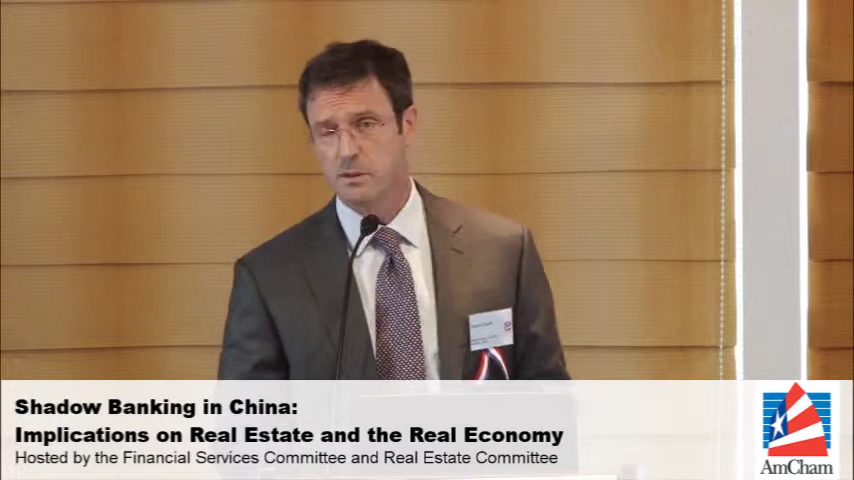 Shadow Banking in China:
Implications on Real Estate and the Real Economy
Hosted by the Financial Services Committee and Real Estate Committee
AmCham